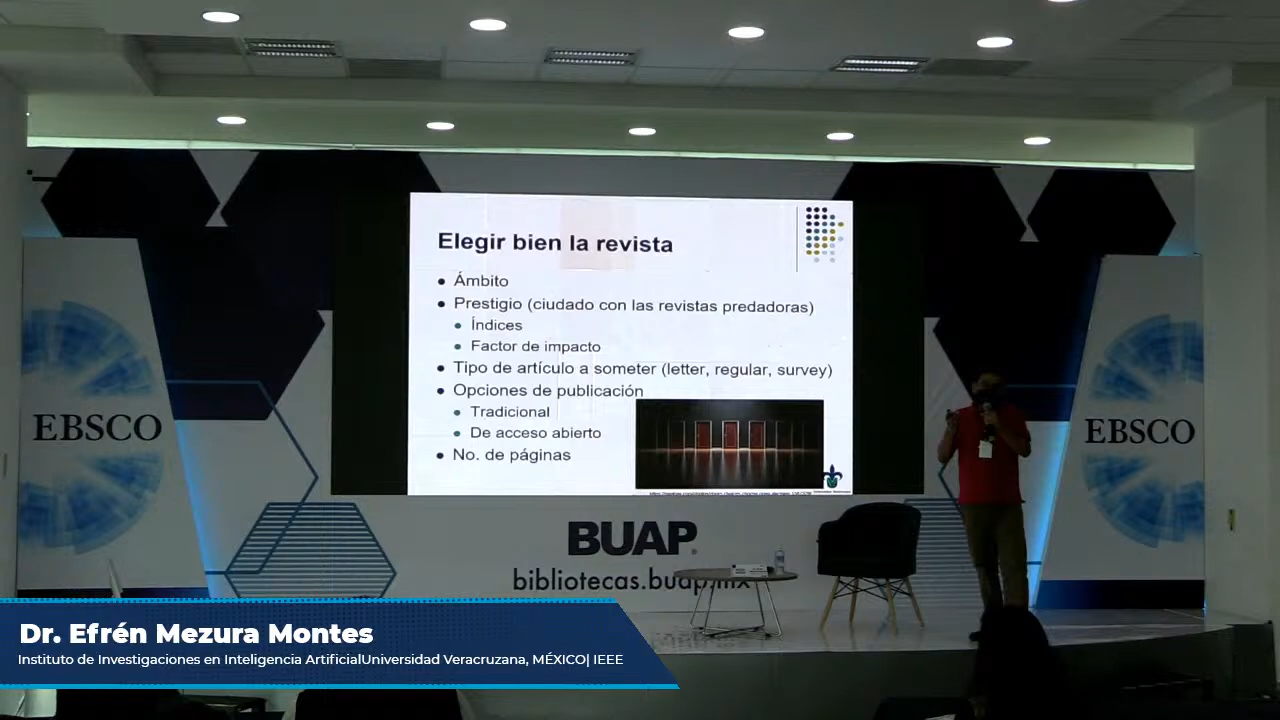 Elegir bien la revista
Ámbito
Prestigio (ciudado con las revistas predadoras)
Índices
Factor de impacto
Tipo de artículo a someter (letter, regular, survey)
Opciones de publicación
Tradicional
De acceso abierto
No. de páginas
EBSCO
EBSCO
BUAP
bibliotecas.buap.mx
Dr. Efrén Mezura Montes
Instituto de Investigaciones en Inteligencia ArtificialUniversidad Veracruzana, MÉXICO| IEEE